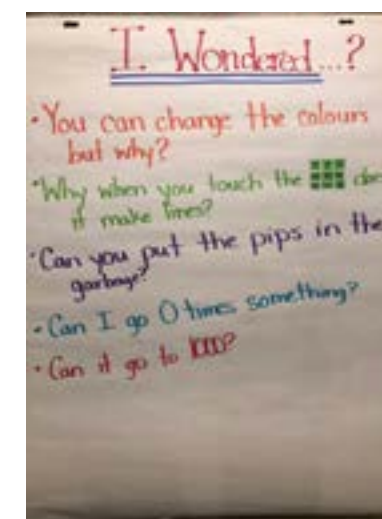 I Wondered...?
• You can change the colours
but why?
• Why when you touch the
it make lines?
• Can you put the pips in the
garbage?
• Can I go 0 times something?
• Can it go to 1000?